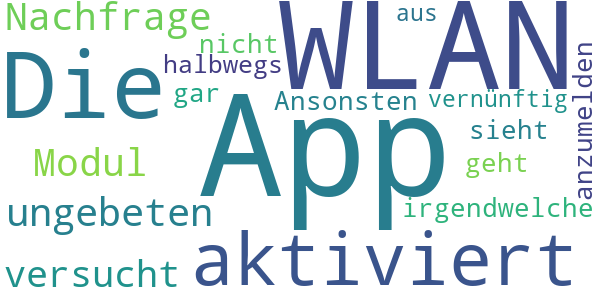 Nachfrage
WLAN
aus
nicht
halbwegs
Die
gar
Ansonsten
vernünftig
anzumelden
App
sieht
Modul
geht
ungebeten
irgendwelche
versucht
aktiviert